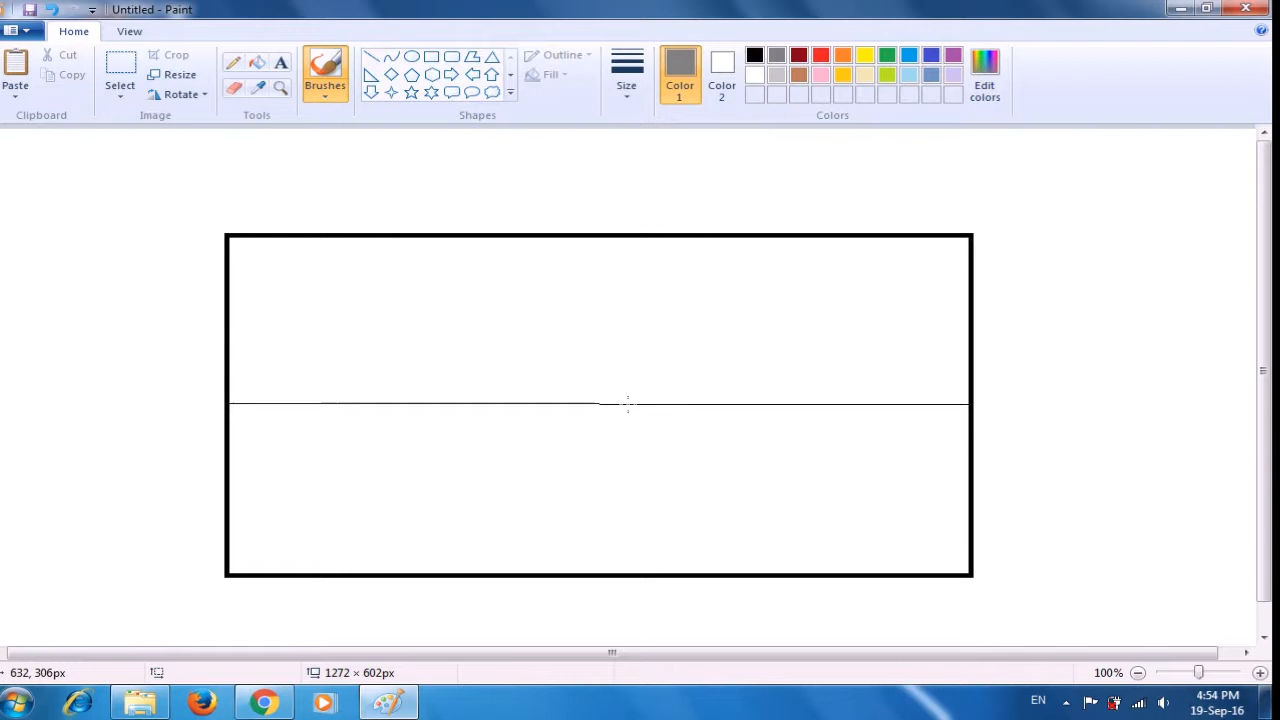 Untitled - Paint
Home View
Paste
Cut
Copy
Clipboard
Select
Crop
Resize
Rotate
Image
A
Tools
Brushes
Shapes
Outline
Fill
Size
Color 1
Color 2
Edit colors
Colors
632, 306px
1272 × 602px
100%
EN
4:54 PM
19-Sep-16